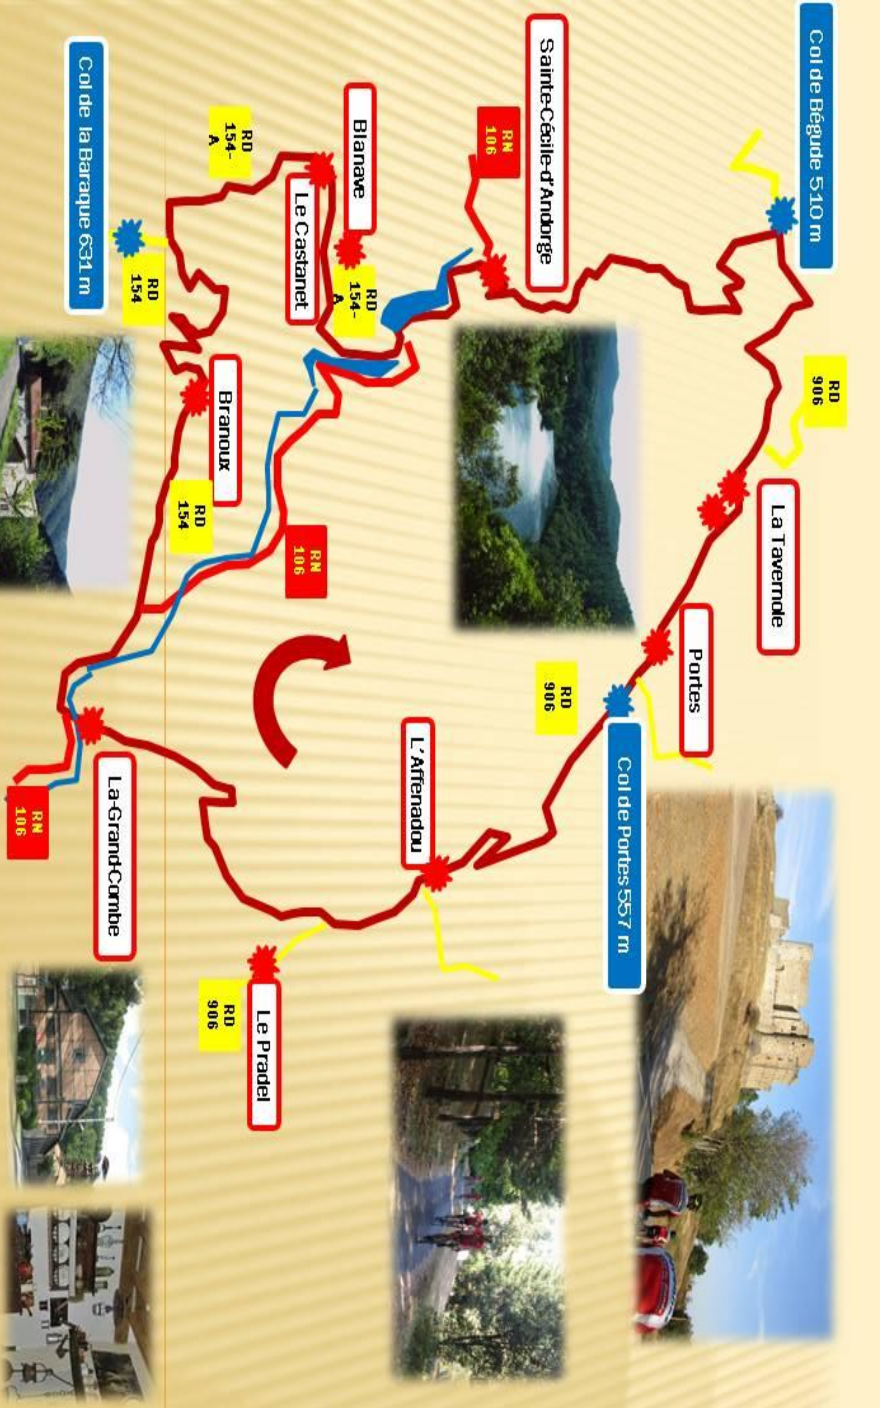 Col de Bégude 510 m
RD
906
La Tavernole
Portes
Col de Portes 557 m
Sainte-Cécile-d'Andorge
RN
106
RD
906
L'Affenadou
Blanave
RD
154-
A
Le Castanet
RN
106
Le Pradel
RD
906
RD
154-
A
Branoux
RD
154
RD
154
La-Grand-Combe
Col de la Baraque 631 m
RN
106